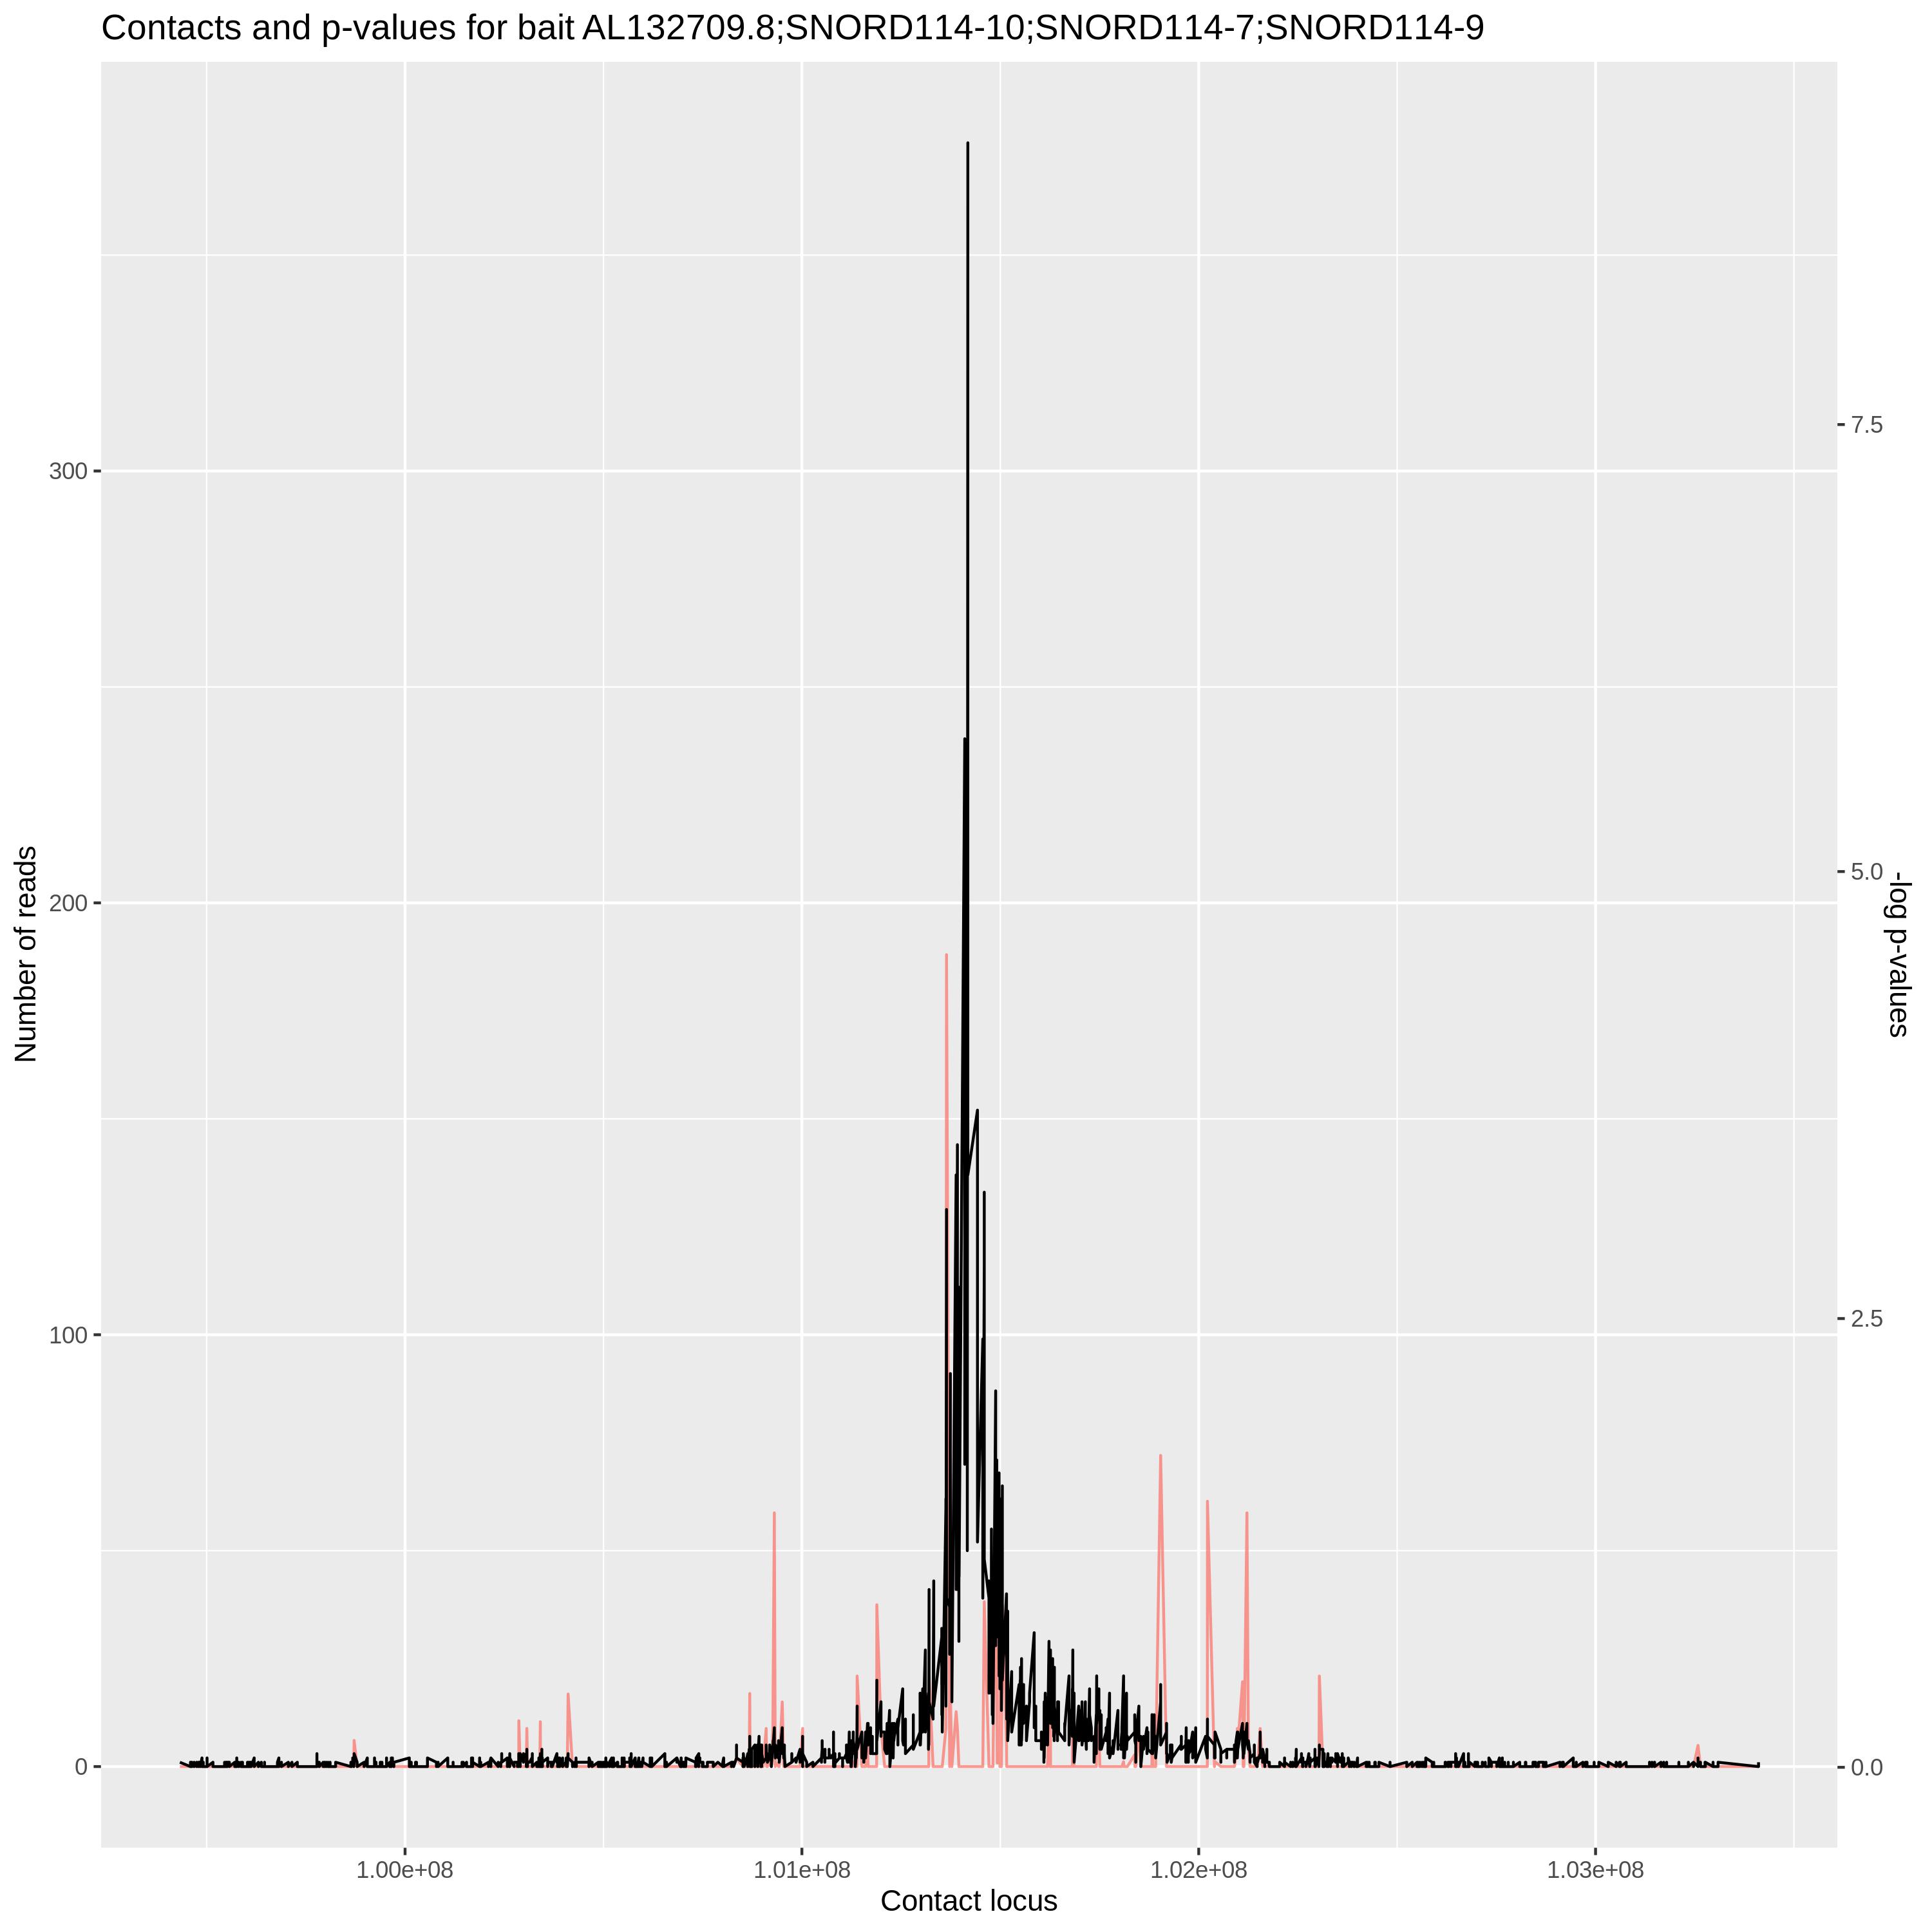 Contacts and p-values for bait AL132709.8;SNORD114-10;SNORD114-7;SNORD114-9
Number of reads
300
200
100
0
7.5
5.0
2.5
0.0
-log p-values
1.00e+08
1.01e+08
1.02e+08
1.03e+08
Contact locus